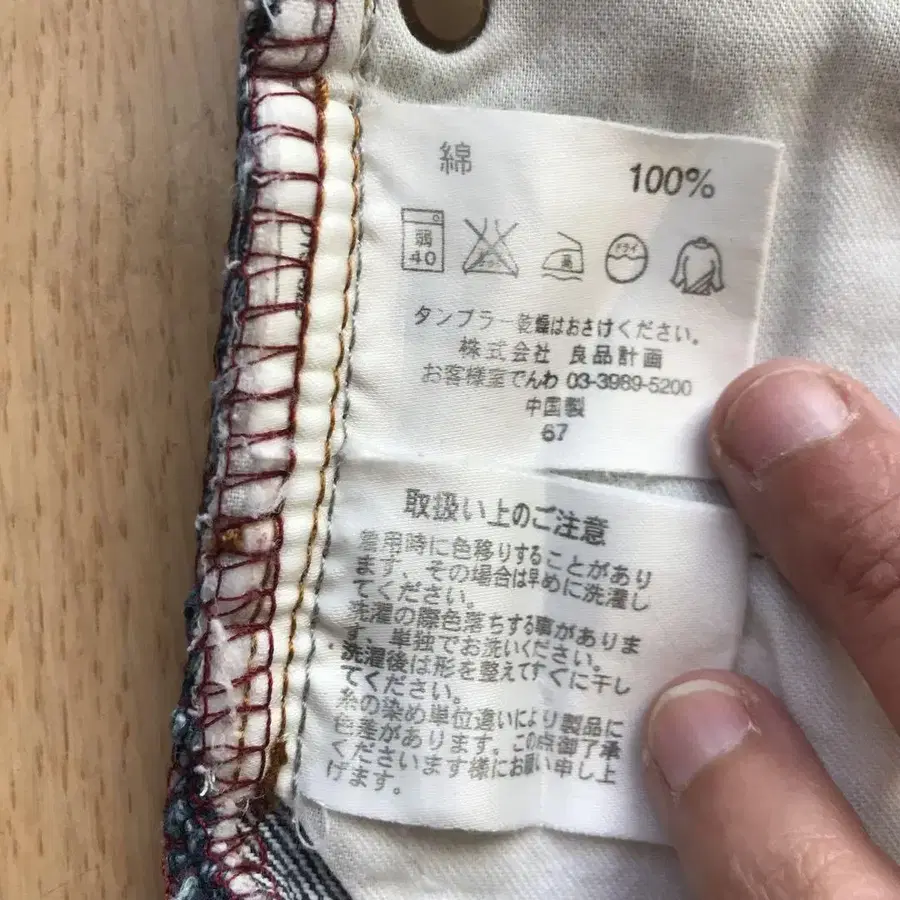 綿 100%
弱
40
ドライ
タンブラー乾燥はおさけください。
株式会社 良品計画
お客様室でんわ 03-3989-5200
中国製
67
取扱い上のご注意
着用時に色移りすることがあり
ます、その場合は早めに洗濯し
てください。
洗濯の際色落ちする事がありま
す、単独でお洗いください。
洗濯後は形を整えてすぐに干し
てください。
糸の染め単位違いにより製品に
色差があります。この点御了承
くださいます様にお願い申し上
げます。